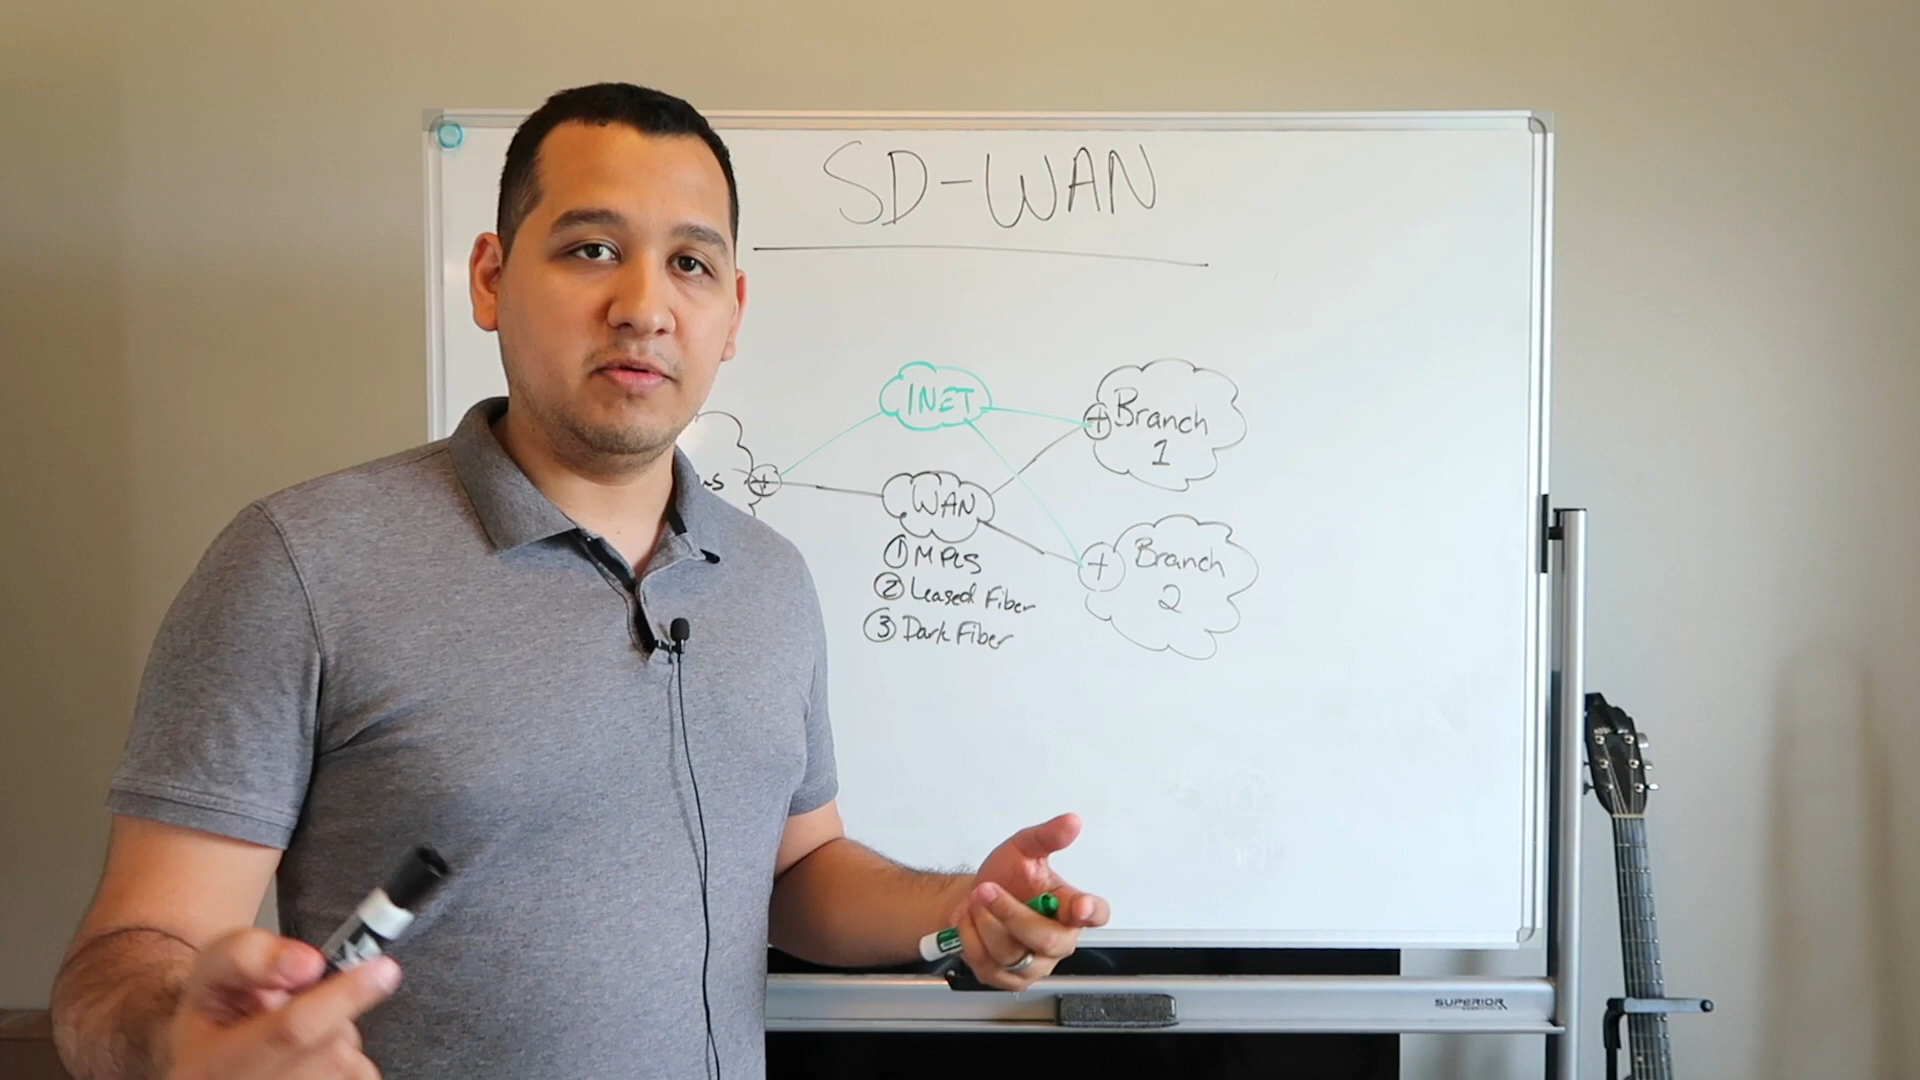 SD-WAN
INET
Branch
1
WAN
Branch
2
① MPLS
② Leased Fiber
③ Dark Fiber
SUPERIOR